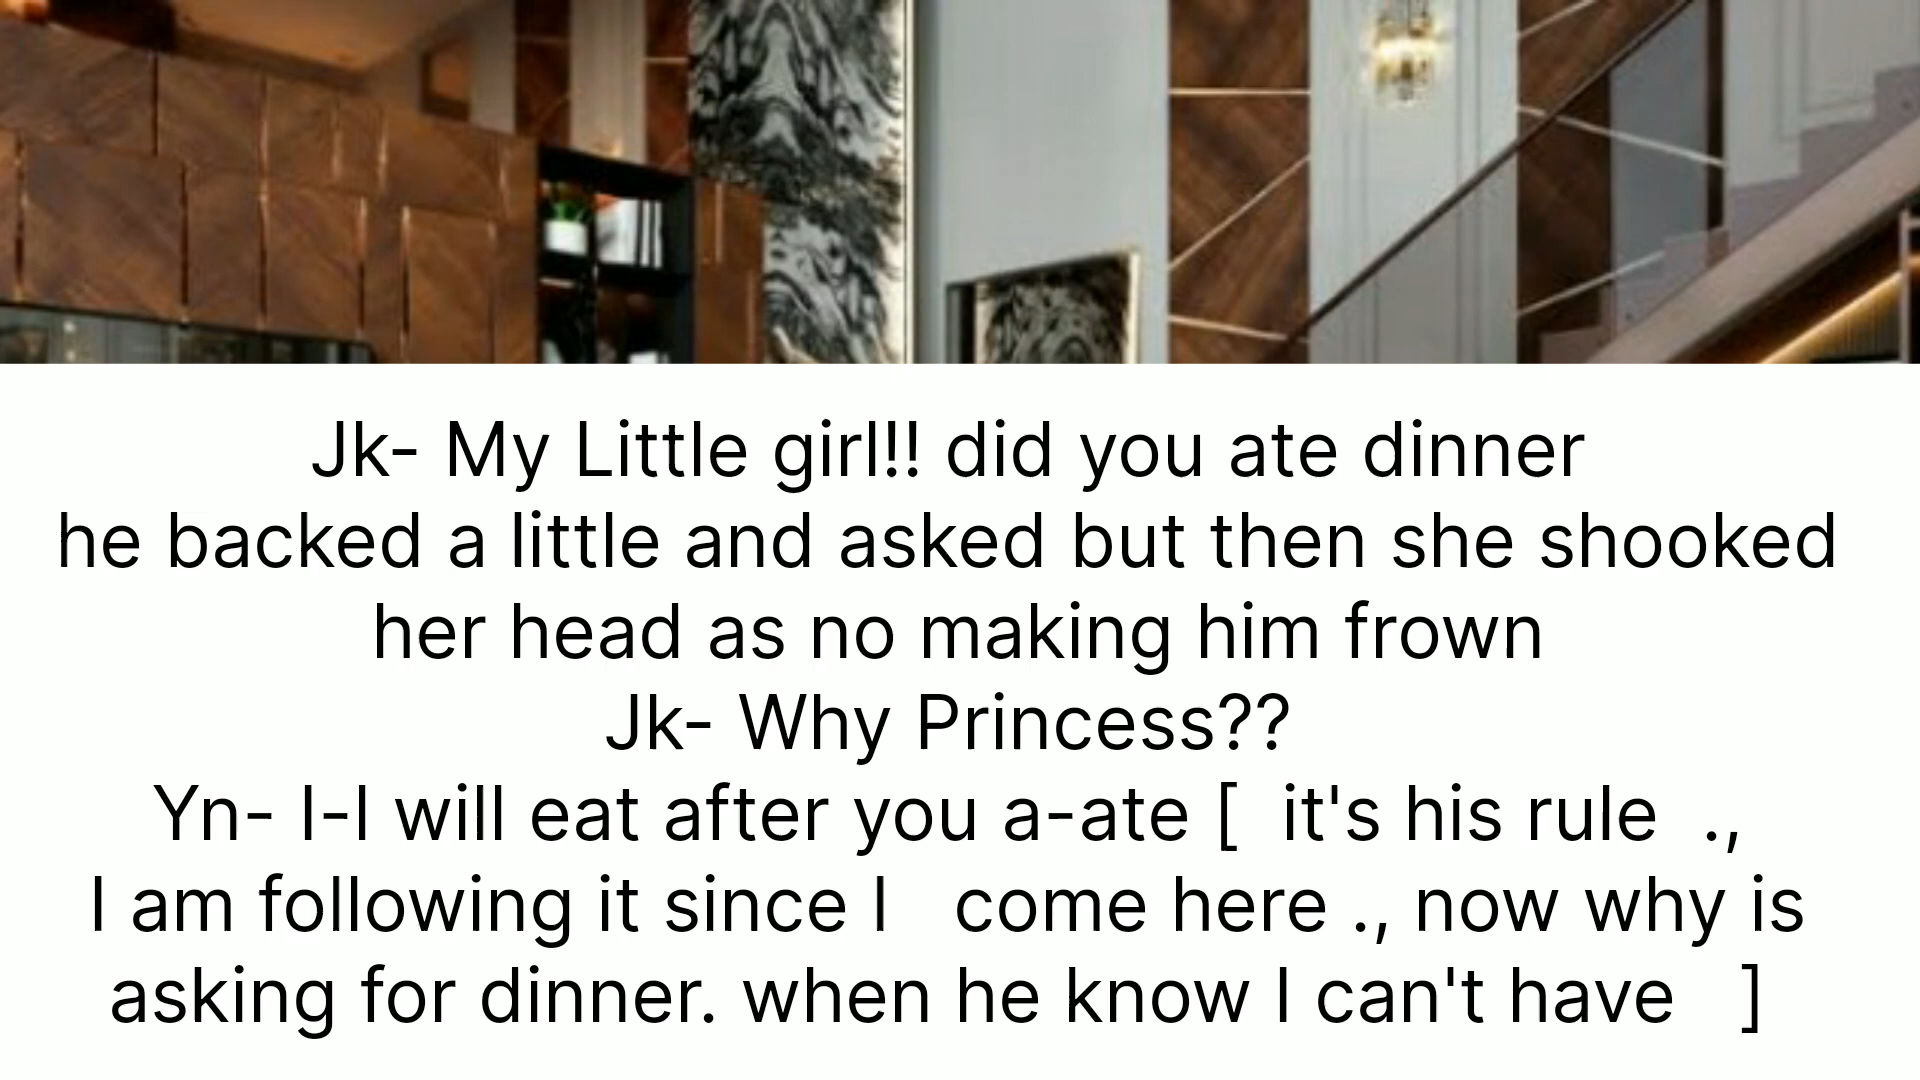 Jk- My Little girl!! did you ate dinner
he backed a little and asked but then she shooked
her head as no making him frown
Jk- Why Princess??
Yn- I-I will eat after you a-ate [ it's his rule .,
I am following it since I come here ., now why is
asking for dinner. when he know I can't have ]